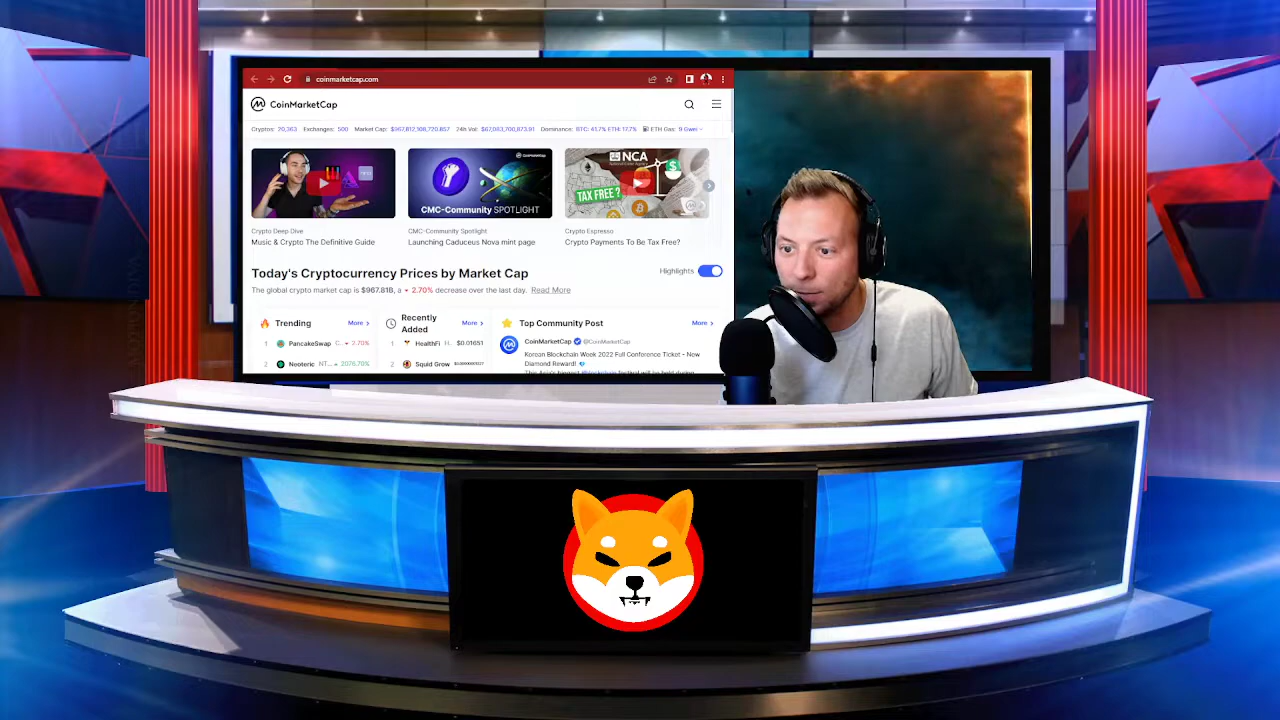 coinmarketcap.com
CoinMarketCap
Cryptos: 20,363 Exchanges: 500 Market Cap: $967,812,108,720.857 24h Vol: $67,083,700,873.91 Dominance: BTC: 41.7% ETH: 17.7% ETH Gas: 9 Gwei
NCA
TAX FREE ?
CMC-Community SPOTLIGHT
Crypto Deep Dive
CMC-Community Spotlight
Crypto Espresso
Music & Crypto The Definitive Guide
Launching Caduceus Nova mint page
Crypto Payments To Be Tax Free?
Today's Cryptocurrency Prices by Market Cap
Highlights
The global crypto market cap is $967.81B, a 2.70% decrease over the last day. Read More
Trending
More >
Recently
Added
More >
Top Community Post
More >
1 PancakeSwap C. 2.70%
1 HealthFi H. $0.01651
CoinMarketCap @CoinMarketCap
Korean Blockchain Week 2022 Full Conference Ticket - New
Diamond Reward!
2 Neoteric NT... 2076.70%
2 Squid Grow